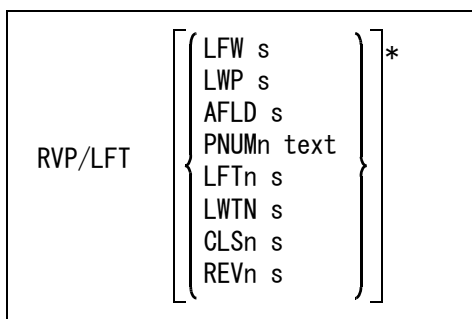 RVP/LFT
LFW s
LWP s
AFLD s
PNUMn text
LFTn s
LWTN s
CLSn s
REVn s
*